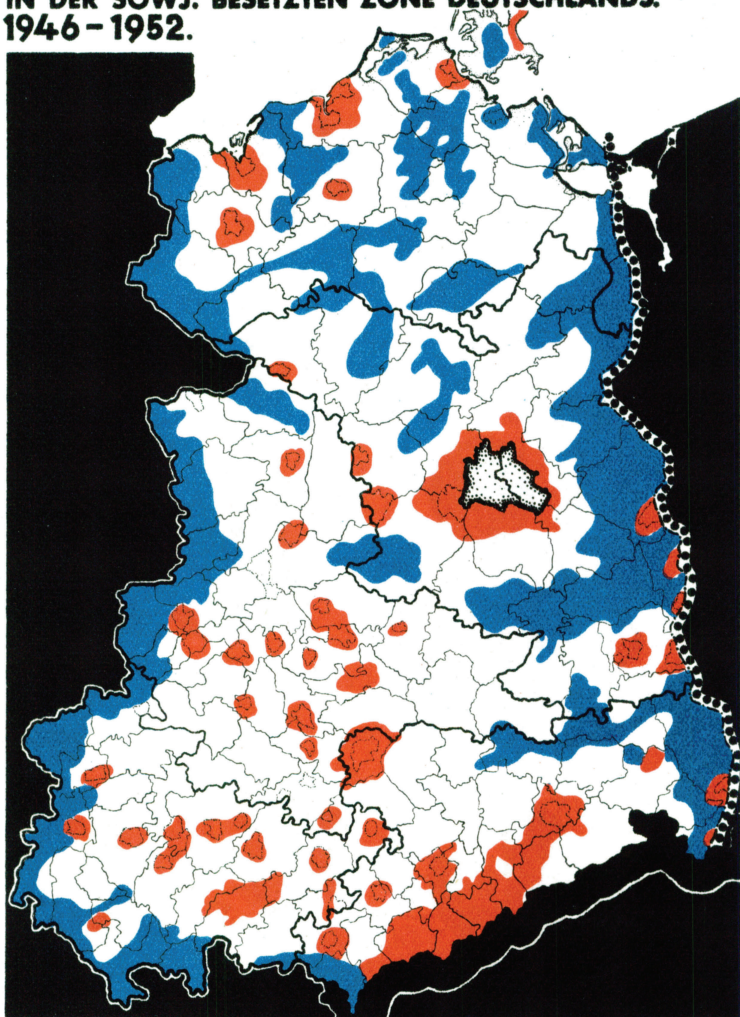 IN DER SOWJ. BESETZTEN ZONE DEUTSCHLANDS.
1946–1952.